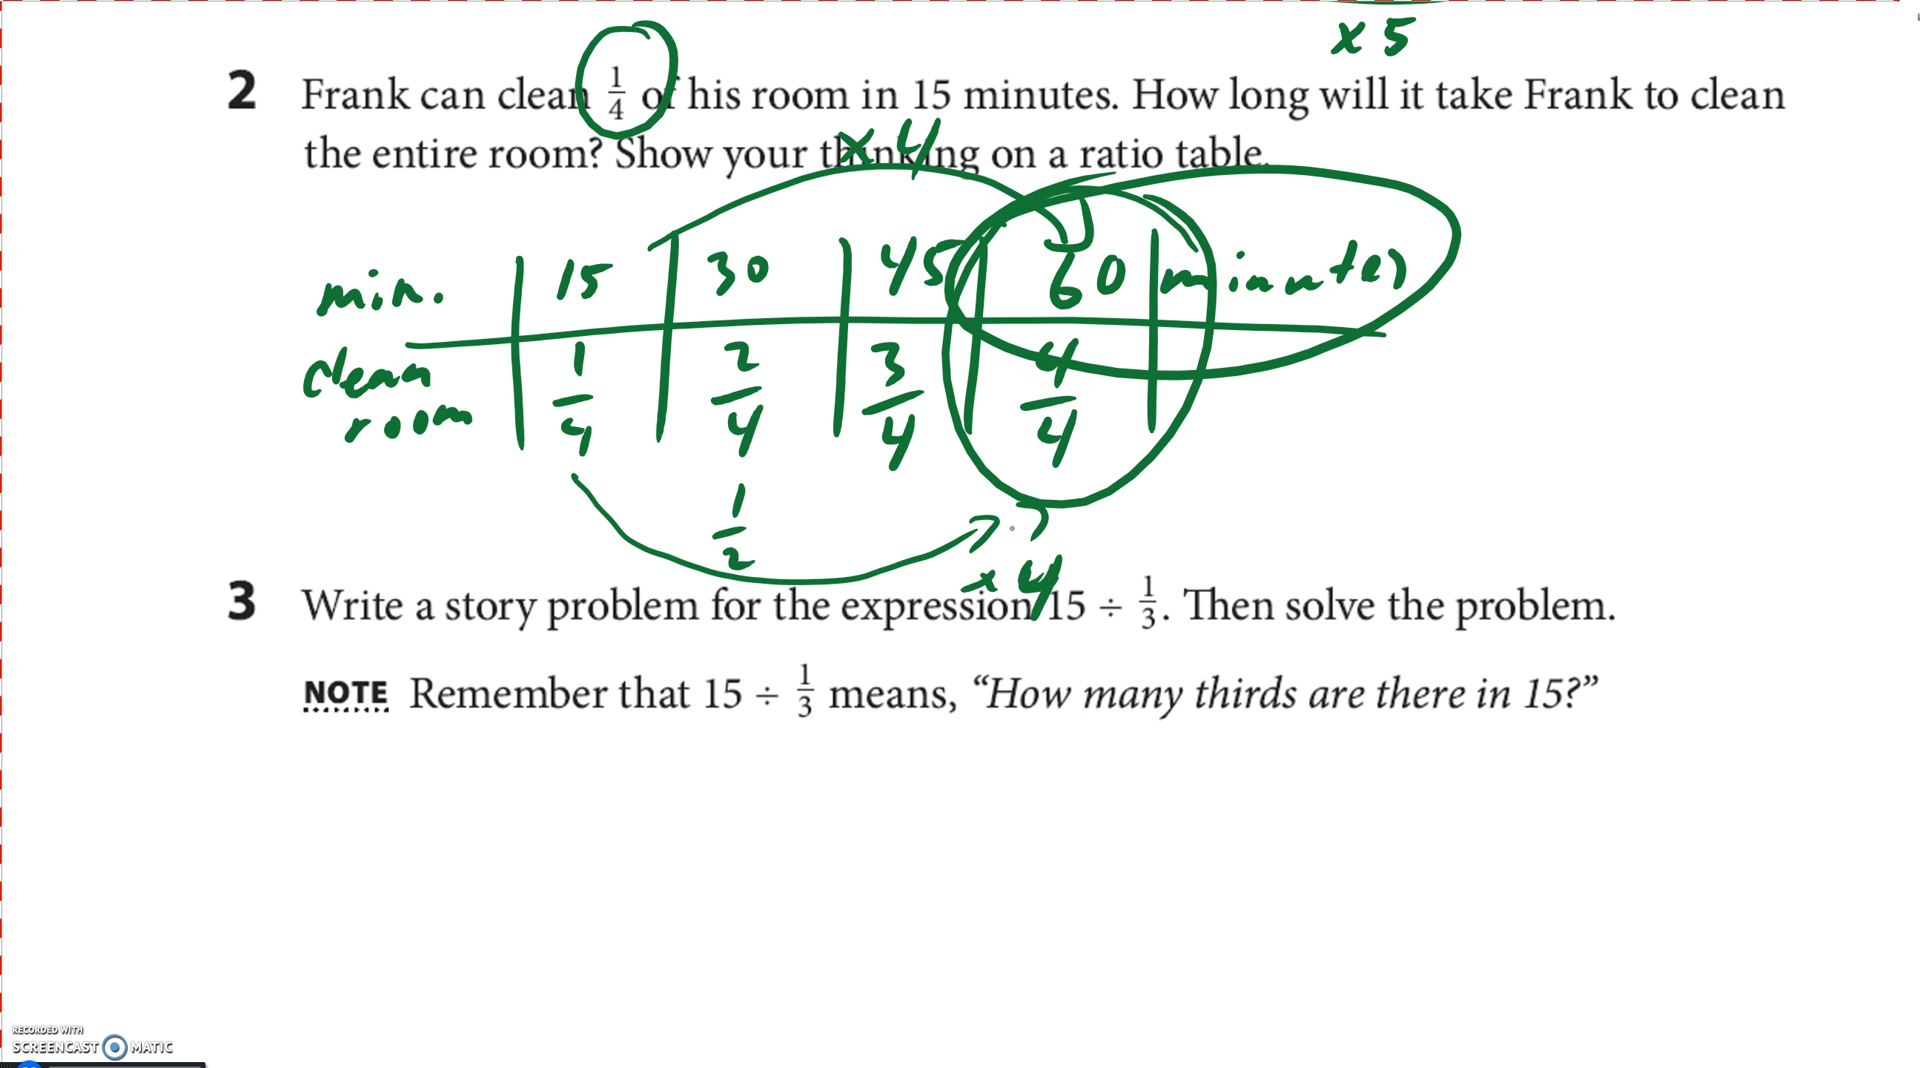 x 5
2 Frank can clean 1/4 of his room in 15 minutes. How long will it take Frank to clean
the entire room? Show your thinking on a ratio table.
x 4
min. 15 30 45 60 minutes
clean room 1/4 2/4 3/4 4/4
1/2
x 4
3 Write a story problem for the expression 15 ÷ 1/3. Then solve the problem.
NOTE Remember that 15 ÷ 1/3 means, “How many thirds are there in 15?”
RECORDED WITH
SCREENCAST MATIC